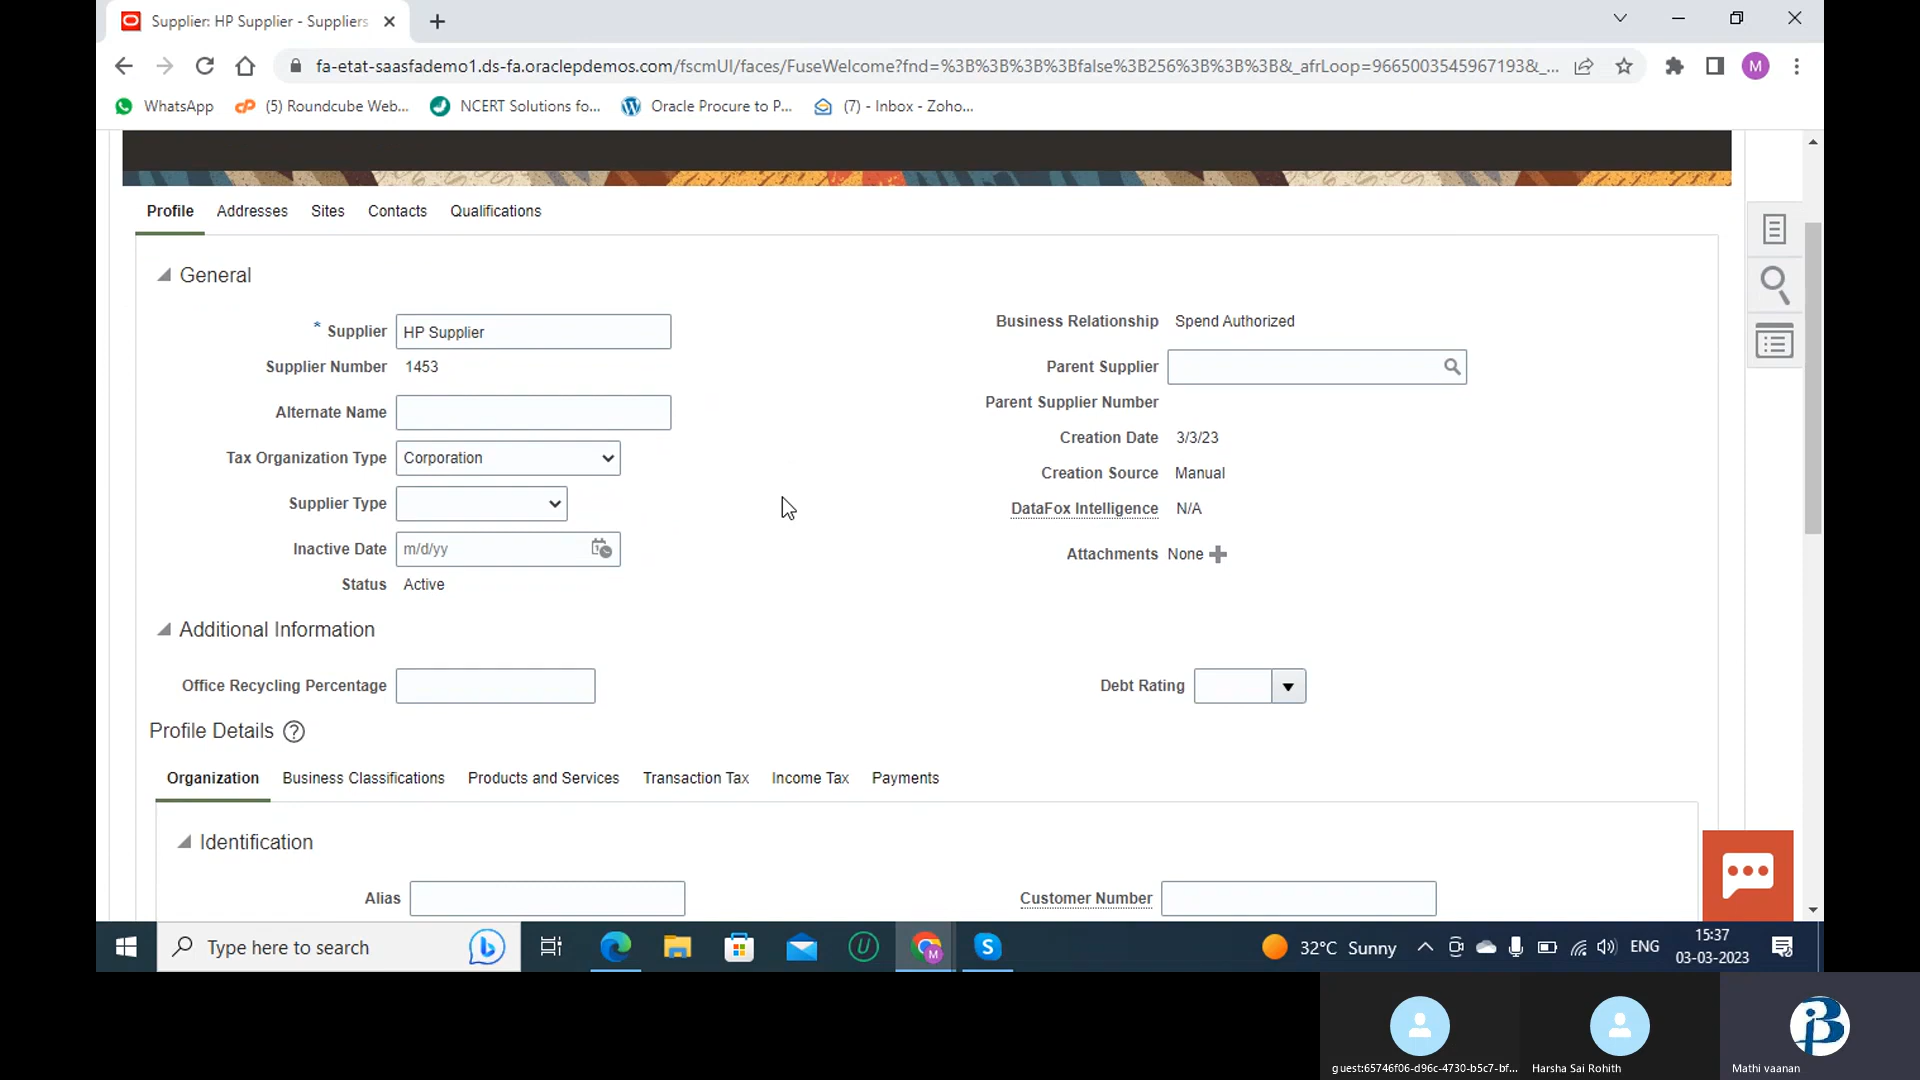 Supplier: HP Supplier - Suppliers
fa-etat-saasfademo1.ds-fa.oraclepdemos.com/fscmUI/faces/FuseWelcome?fnd=%3B%3B%3B%3Bfalse%3B256%3B%3B%3B&_afrLoop=9665003545967193&_...
M
WhatsApp
(5) Roundcube Web...
NCERT Solutions fo...
Oracle Procure to P...
(7) - Inbox - Zoho...
Profile Addresses Sites Contacts Qualifications
General
* Supplier HP Supplier
Business Relationship Spend Authorized
Supplier Number 1453
Parent Supplier
Alternate Name
Parent Supplier Number
Tax Organization Type Corporation
Creation Date 3/3/23
Creation Source Manual
Supplier Type
DataFox Intelligence N/A
Inactive Date m/d/yy
Attachments None
Status Active
Additional Information
Office Recycling Percentage
Debt Rating
Profile Details ?
Organization Business Classifications Products and Services Transaction Tax Income Tax Payments
Identification
Alias
Customer Number
Type here to search
32°C Sunny
ENG
15:37
03-03-2023
guest:65746f06-d96c-4730-b5c7-bf...
Harsha Sai Rohith
Mathi vaanan